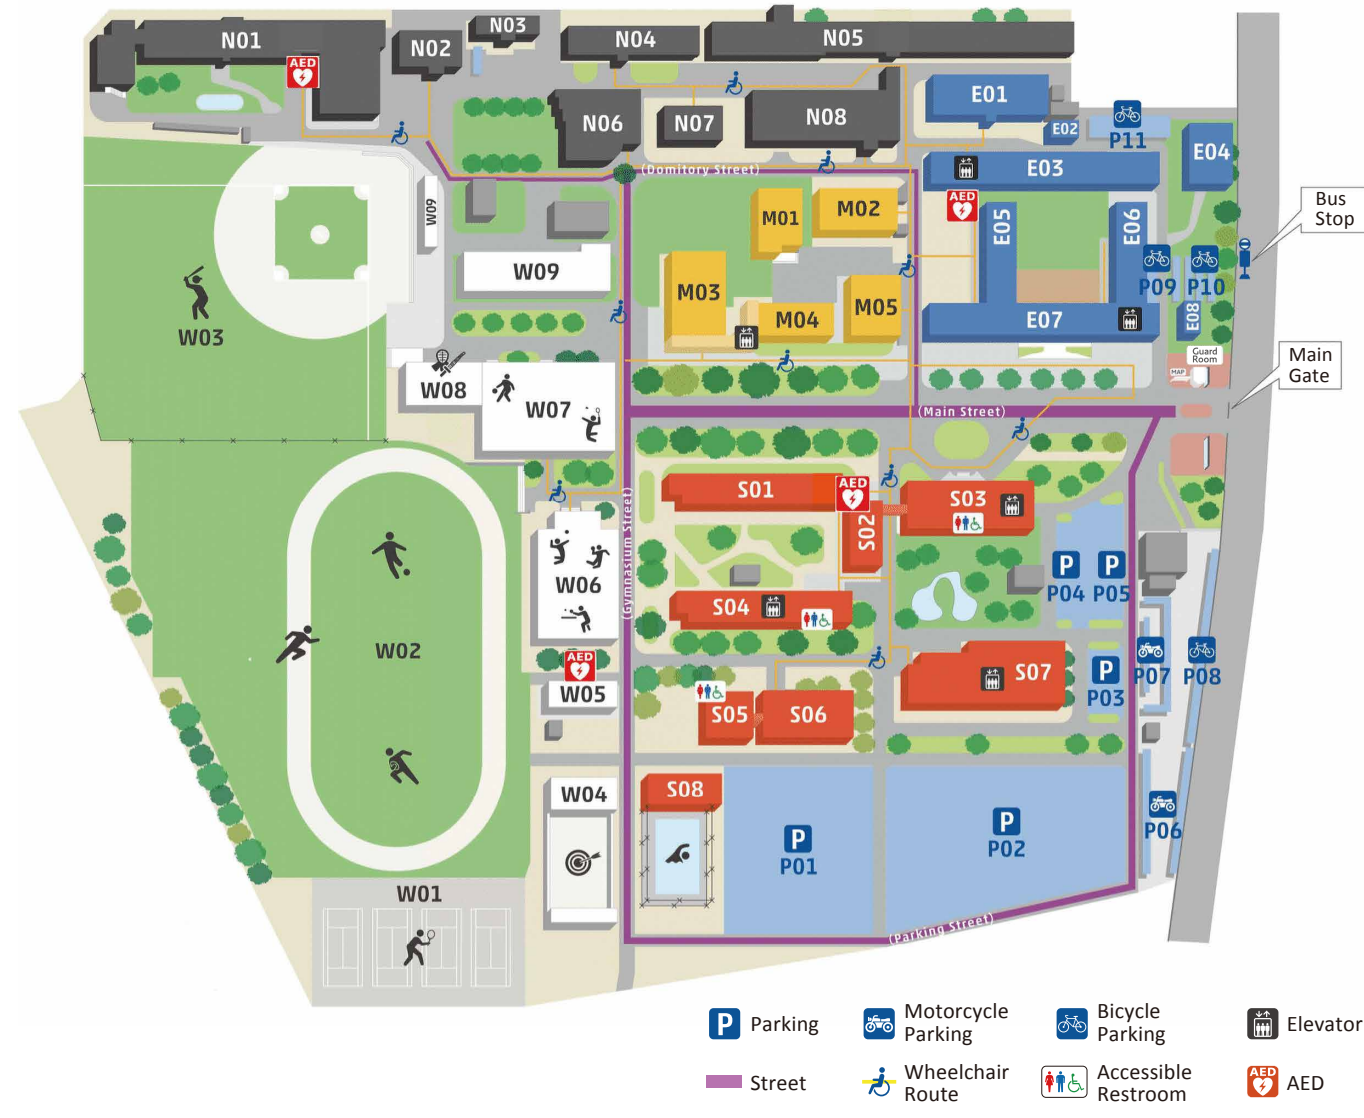 N01
N02
N03
N04
N05
AED
N06
N07
N08
E01
E02
P11
E03
E04
(Domitory Street)
AED
W09
M01
M02
E05
E06
Bus
Stop
W09
M03
M04
M05
P09
P10
E07
E08
W03
Guard
Room
MAP
Main
Gate
W08
W07
(Main Street)
S01
AED
S02
S03
(Gymnasium Street)
W06
P04
P05
S04
W02
AED
W05
S05
S06
S07
P03
P07
P08
W04
S08
P01
P02
P06
W01
(Parking Street)
P
P
P
P
P
P Parking
Motorcycle
Parking
Bicycle
Parking
Elevator
Street
Wheelchair
Route
Accessible
Restroom
AED AED